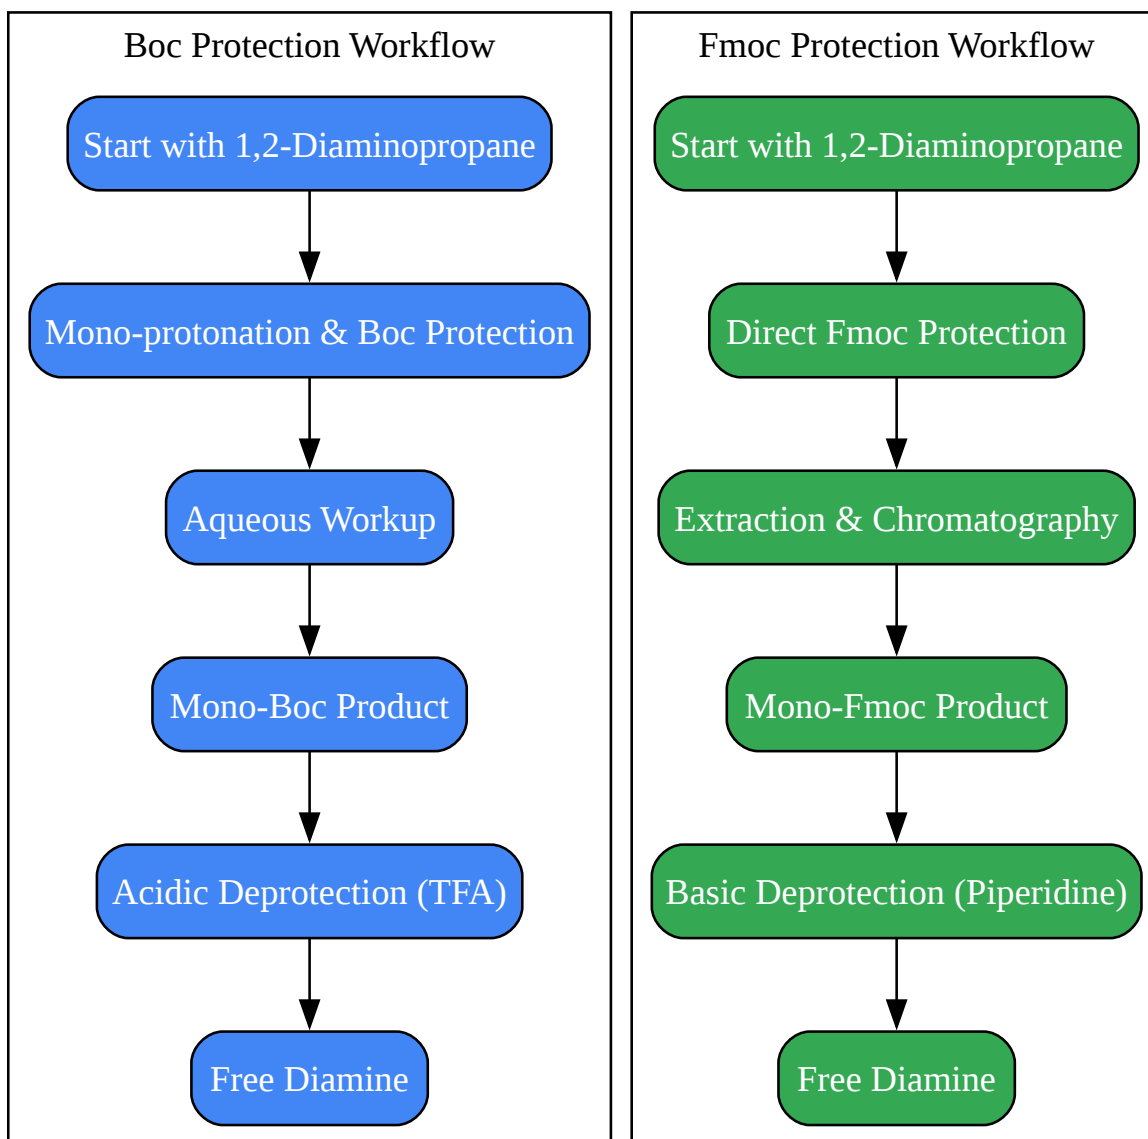 Boc Protection Workflow
Start with 1,2-Diaminopropane
Mono-protonation & Boc Protection
Aqueous Workup
Mono-Boc Product
Acidic Deprotection (TFA)
Free Diamine
Fmoc Protection Workflow
Start with 1,2-Diaminopropane
Direct Fmoc Protection
Extraction & Chromatography
Mono-Fmoc Product
Basic Deprotection (Piperidine)
Free Diamine